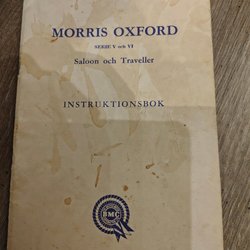 MORRIS OXFORD
SERIE V och VI
Saloon och Traveller
INSTRUKTIONSBOK
BMC